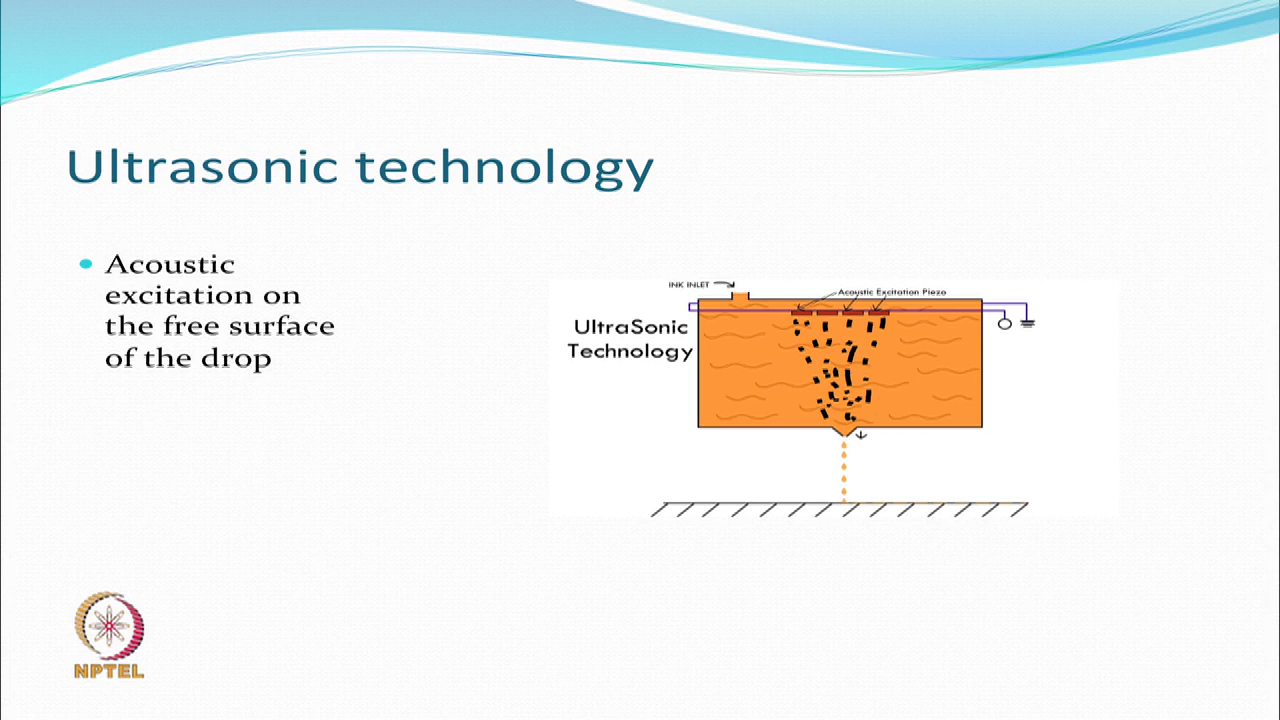 Ultrasonic technology
Acoustic
excitation on
the free surface
of the drop
INK INLET
Acoustic Excitation Piezo
UltraSonic
Technology
NPTEL